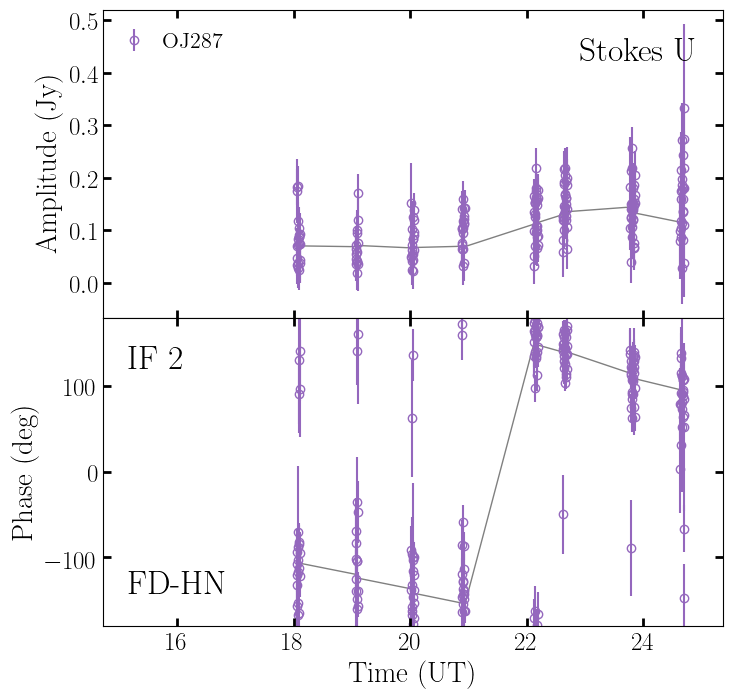 OJ287
Stokes U
Amplitude (Jy)
0.5
0.4
0.3
0.2
0.1
0.0
IF 2
Phase (deg)
100
0
−100
FD-HN
16 18 20 22 24
Time (UT)